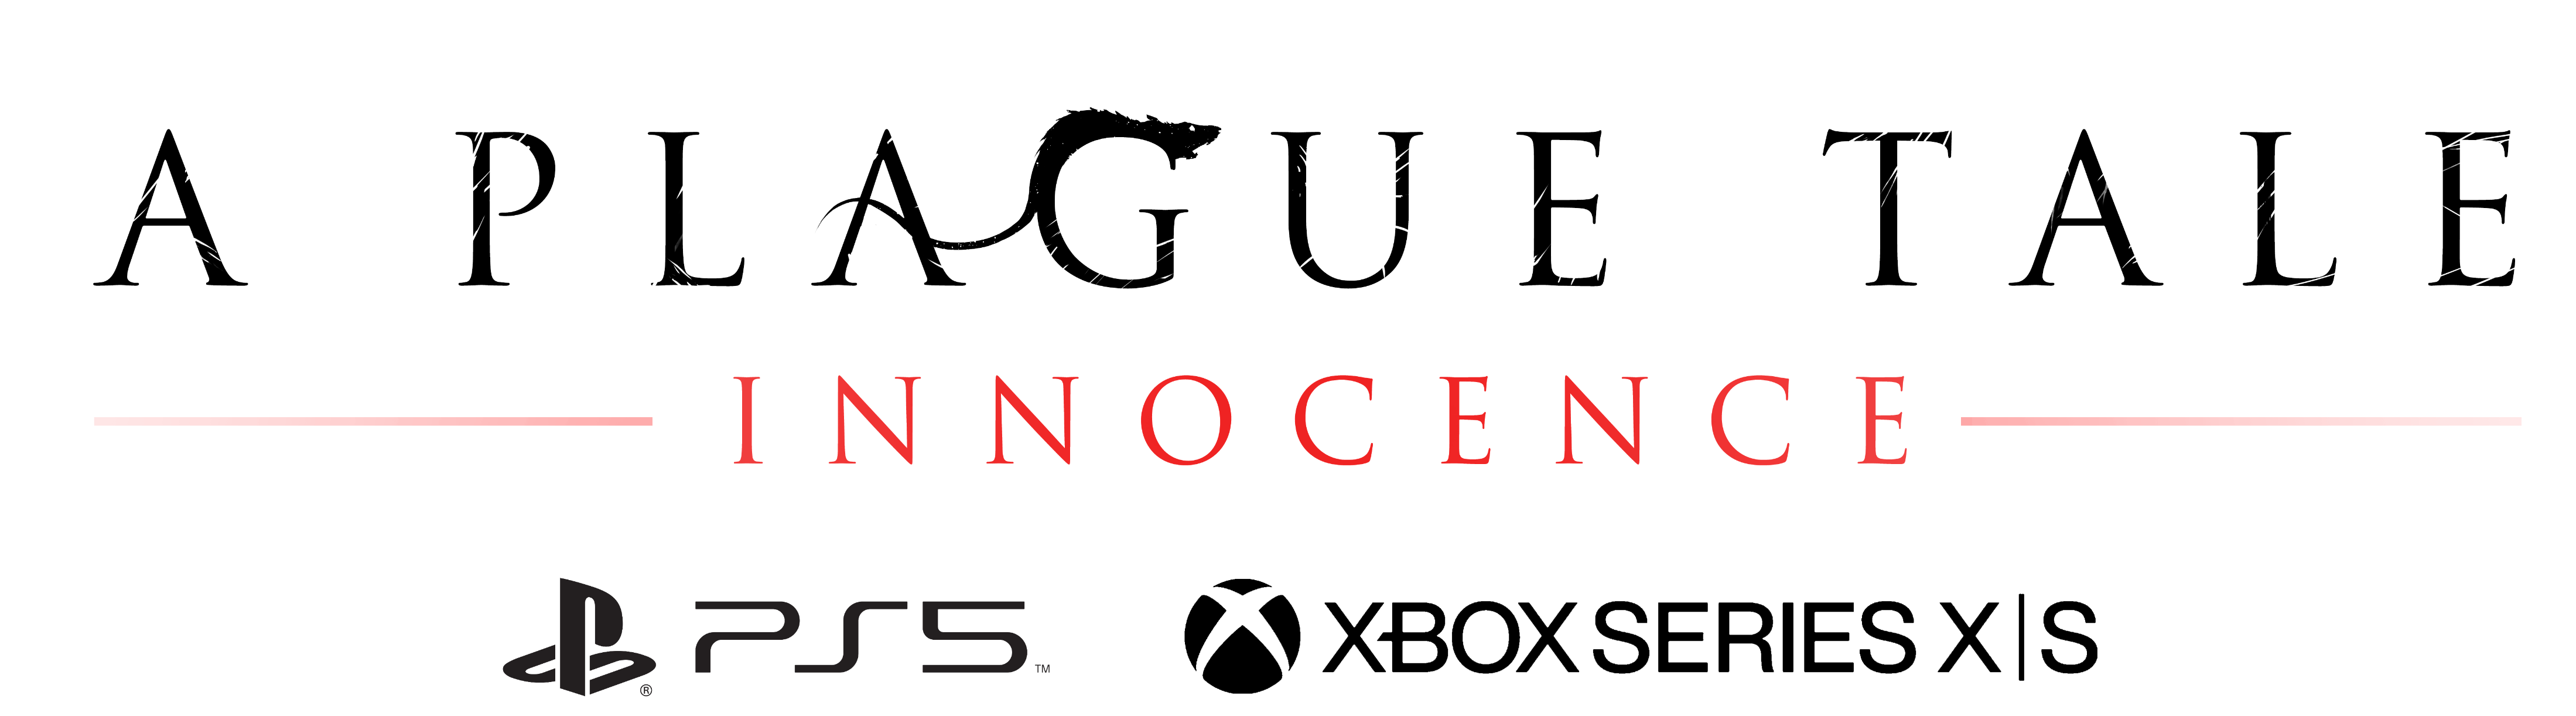 A PLAGUE TALE
INNOCENCE
® PS5™ XBOX SERIES X|S